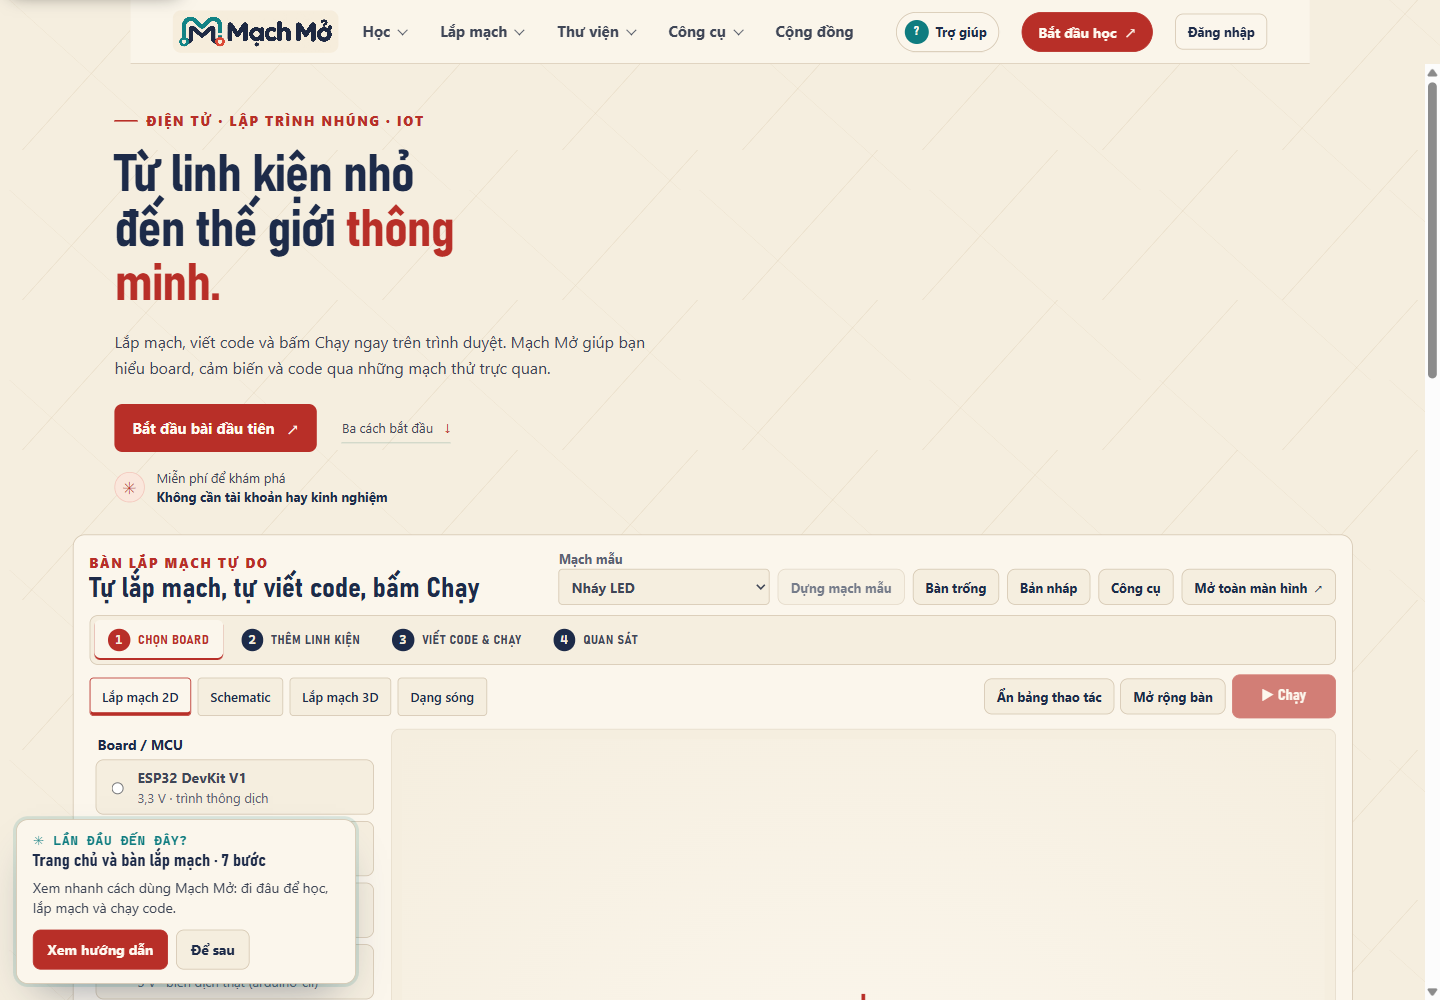 Mạch Mở
Học
Lắp mạch
Thư viện
Công cụ
Cộng đồng
? Trợ giúp
Bắt đầu học ↗
Đăng nhập
ĐIỆN TỬ · LẬP TRÌNH NHÚNG · IOT
Từ linh kiện nhỏ
đến thế giới thông
minh.
Lắp mạch, viết code và bấm Chạy ngay trên trình duyệt. Mạch Mở giúp bạn
hiểu board, cảm biến và code qua những mạch thử trực quan.
Bắt đầu bài đầu tiên ↗
Ba cách bắt đầu ↓
Miễn phí để khám phá
Không cần tài khoản hay kinh nghiệm
BÀN LẮP MẠCH TỰ DO
Tự lắp mạch, tự viết code, bấm Chạy
Mạch mẫu
Nháy LED
Dựng mạch mẫu
Bàn trống
Bản nháp
Công cụ
Mở toàn màn hình ↗
1 CHỌN BOARD
2 THÊM LINH KIỆN
3 VIẾT CODE & CHẠY
4 QUAN SÁT
Lắp mạch 2D
Schematic
Lắp mạch 3D
Dạng sóng
Ẩn bảng thao tác
Mở rộng bàn
▶ Chạy
Board / MCU
ESP32 DevKit V1
3,3 V · trình thông dịch
LẦN ĐẦU ĐẾN ĐÂY?
Trang chủ và bàn lắp mạch · 7 bước
Xem nhanh cách dùng Mạch Mở: đi đâu để học,
lắp mạch và chạy code.
Xem hướng dẫn
Để sau